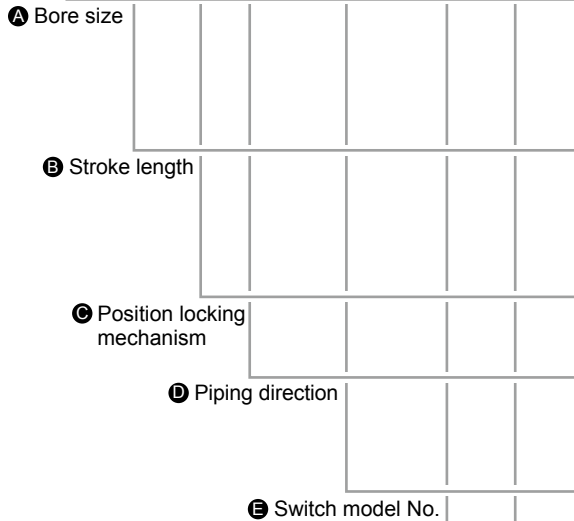 A Bore size
B Stroke length
C Position locking
mechanism
D Piping direction
E Switch model No.